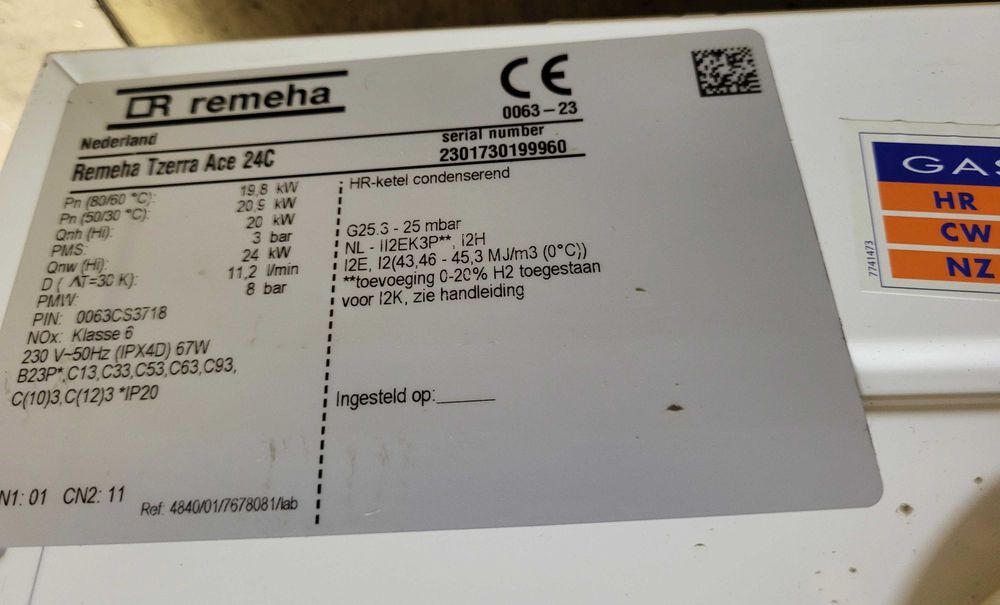 remeha
CE
0063-23
Nederland
serial number
Remeha Tzerra Ace 24C
2301730199960
Pn (80/60 °C): 19,8 kW
Pn (50/30 °C): 20,9 kW
Qnh (Hi): 20 kW
PMS: 3 bar
Qnw (Hi): 24 kW
D ( ΔT=30 K): 11,2 l/min
PMW: 8 bar
PIN: 0063CS3718
NOx: Klasse 6
230 V~50Hz (IPX4D) 67W
B23P*,C13,C33,C53,C63,C93,
C(10)3,C(12)3 *IP20
N1: 01 CN2: 11
Ref: 4840/01/7678081/lab
HR-ketel condenserend
G25.3 - 25 mbar
NL - II2EK3P**, I2H
I2E, I2(43,46 - 45,3 MJ/m3 (0°C))
**toevoeging 0-20% H2 toegestaan
voor I2K, zie handleiding
Ingesteld op:______
GAS
HR
CW
NZ
7741473